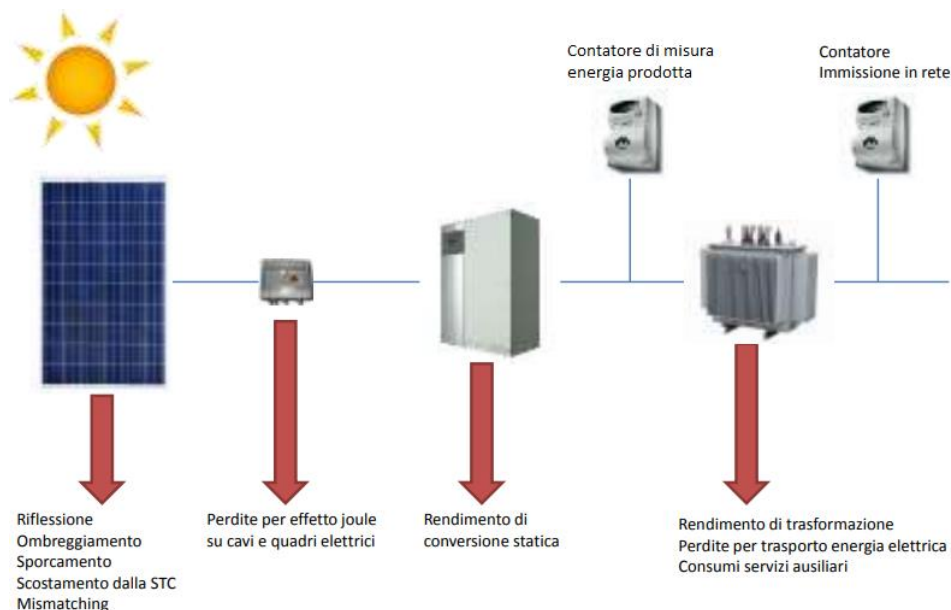 Contatore di misura
energia prodotta
Contatore
Immissione in rete
Riflessione
Ombreggiamento
Sporcamento
Scostamento dalla STC
Mismatching
Perdite per effetto joule
su cavi e quadri elettrici
Rendimento di
conversione statica
Rendimento di trasformazione
Perdite per trasporto energia elettrica
Consumi servizi ausiliari